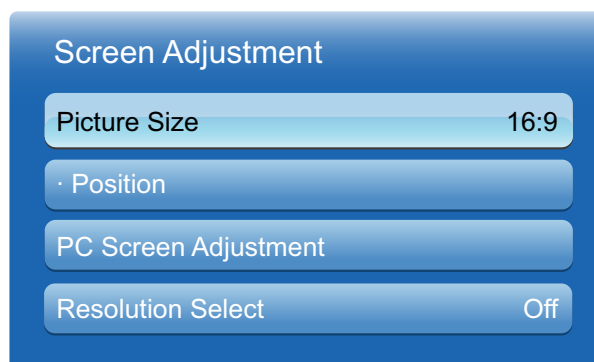 Screen Adjustment
Picture Size 16:9
· Position
PC Screen Adjustment
Resolution Select Off